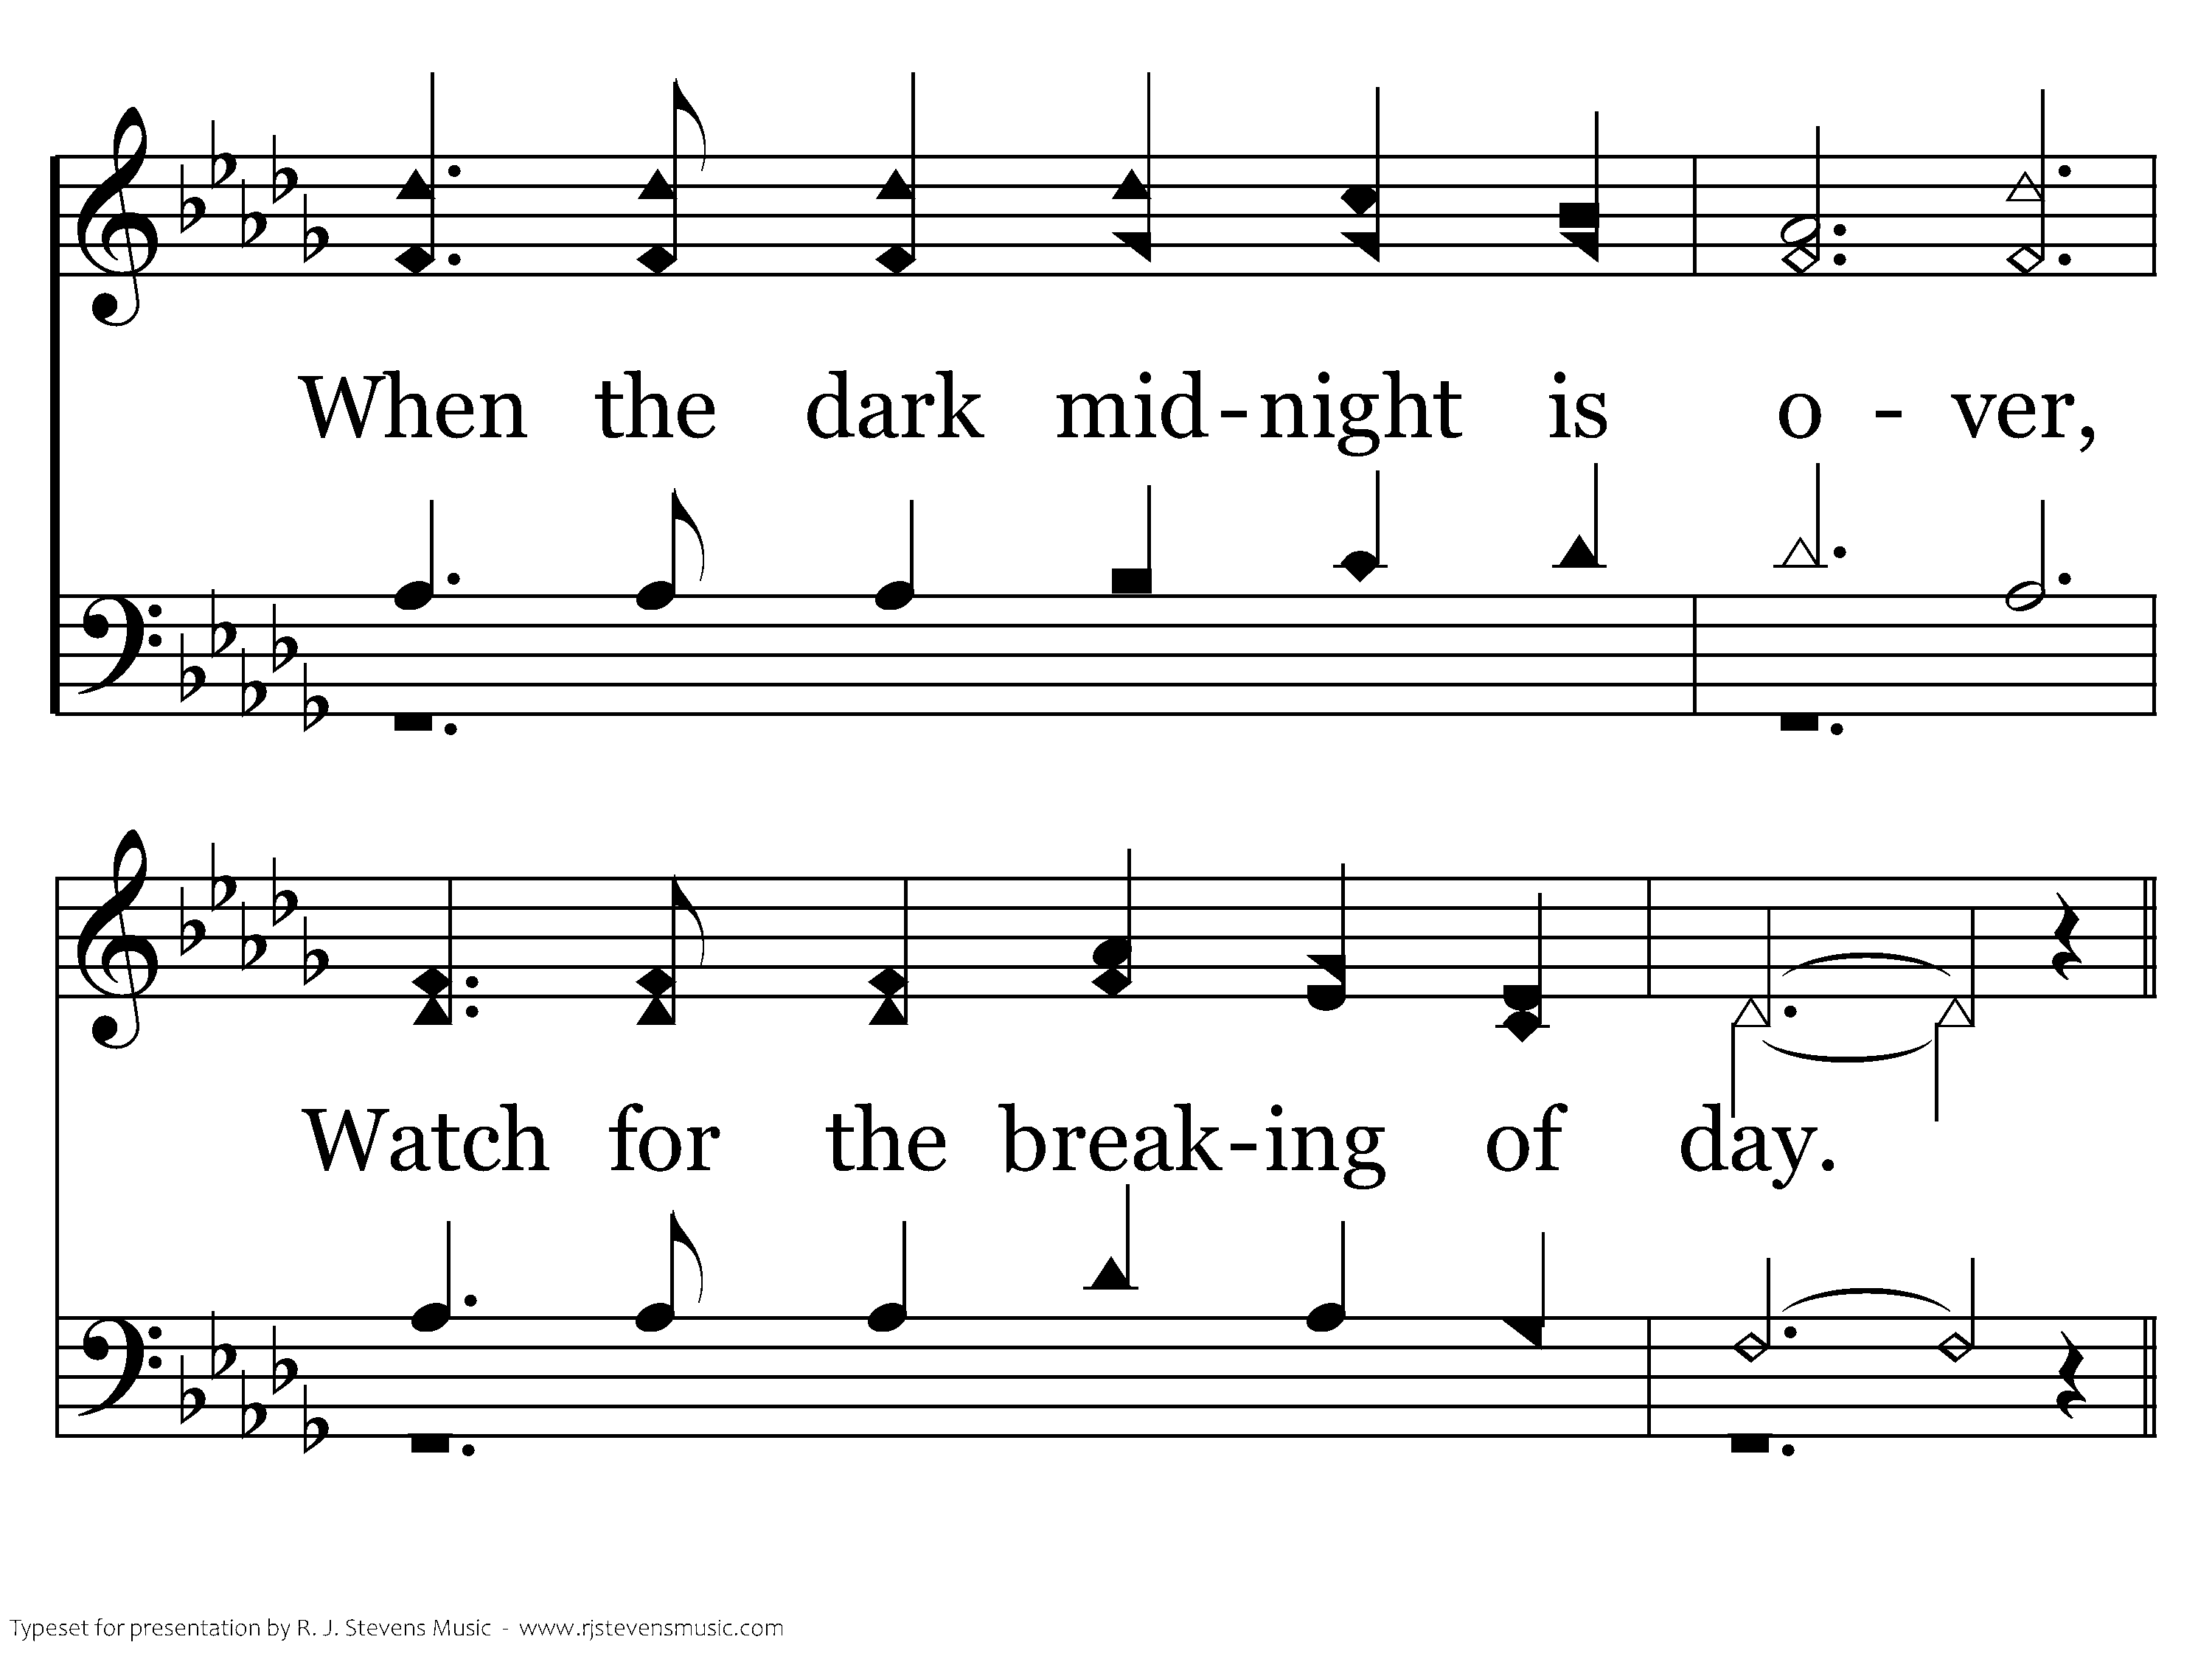 When the dark mid-night is o - ver,
Watch for the break-ing of day.
Typeset for presentation by R. J. Stevens Music - www.rjstevensmusic.com